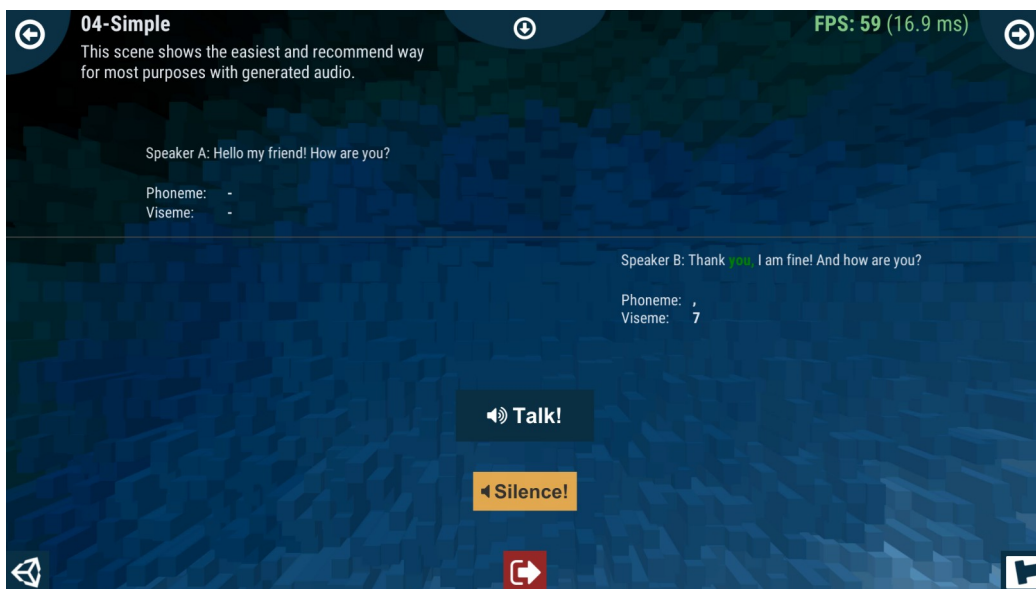 04-Simple
FPS: 59 (16.9 ms)
This scene shows the easiest and recommend way
for most purposes with generated audio.
Speaker A: Hello my friend! How are you?
Phoneme: -
Viseme: -
Speaker B: Thank you, I am fine! And how are you?
Phoneme: ,
Viseme: 7
Talk!
Silence!